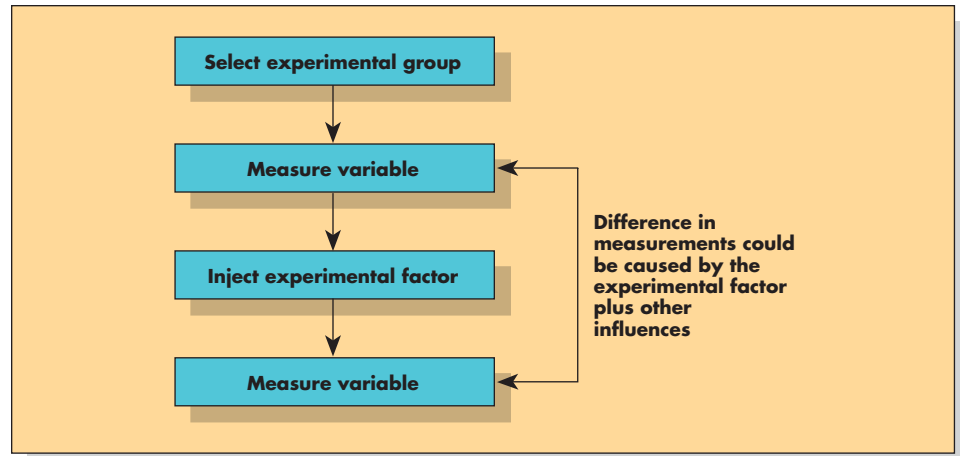 Select experimental group
Measure variable
Inject experimental factor
Measure variable
Difference in
measurements could
be caused by the
experimental factor
plus other
influences